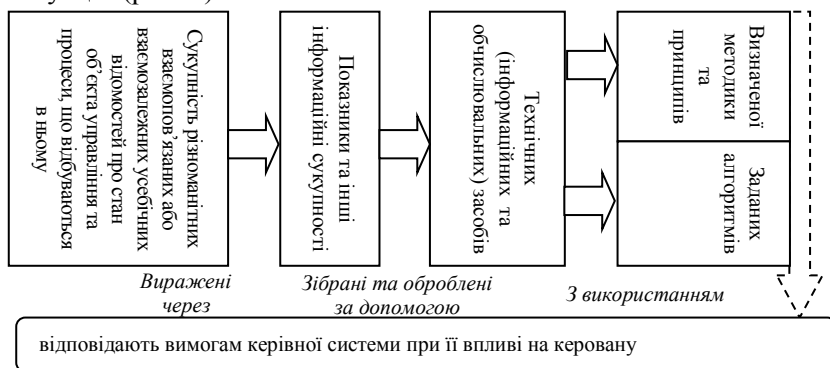 Сукупність різноманітних
взаємопов'язаних або
взаємозалежних усебічних
відомостей про стан
об'єкта управління та
процеси, що відбуваються
в ньому
Показники та інші
інформаційні сукупності
Технічних
(інформаційних та
обчислювальних) засобів
Визначеної
методики
та
принципів
Заданих
алгоритмів
Виражені
через
Зібрані та оброблені
за допомогою
З використанням
відповідають вимогам керівної системи при її впливі на керовану